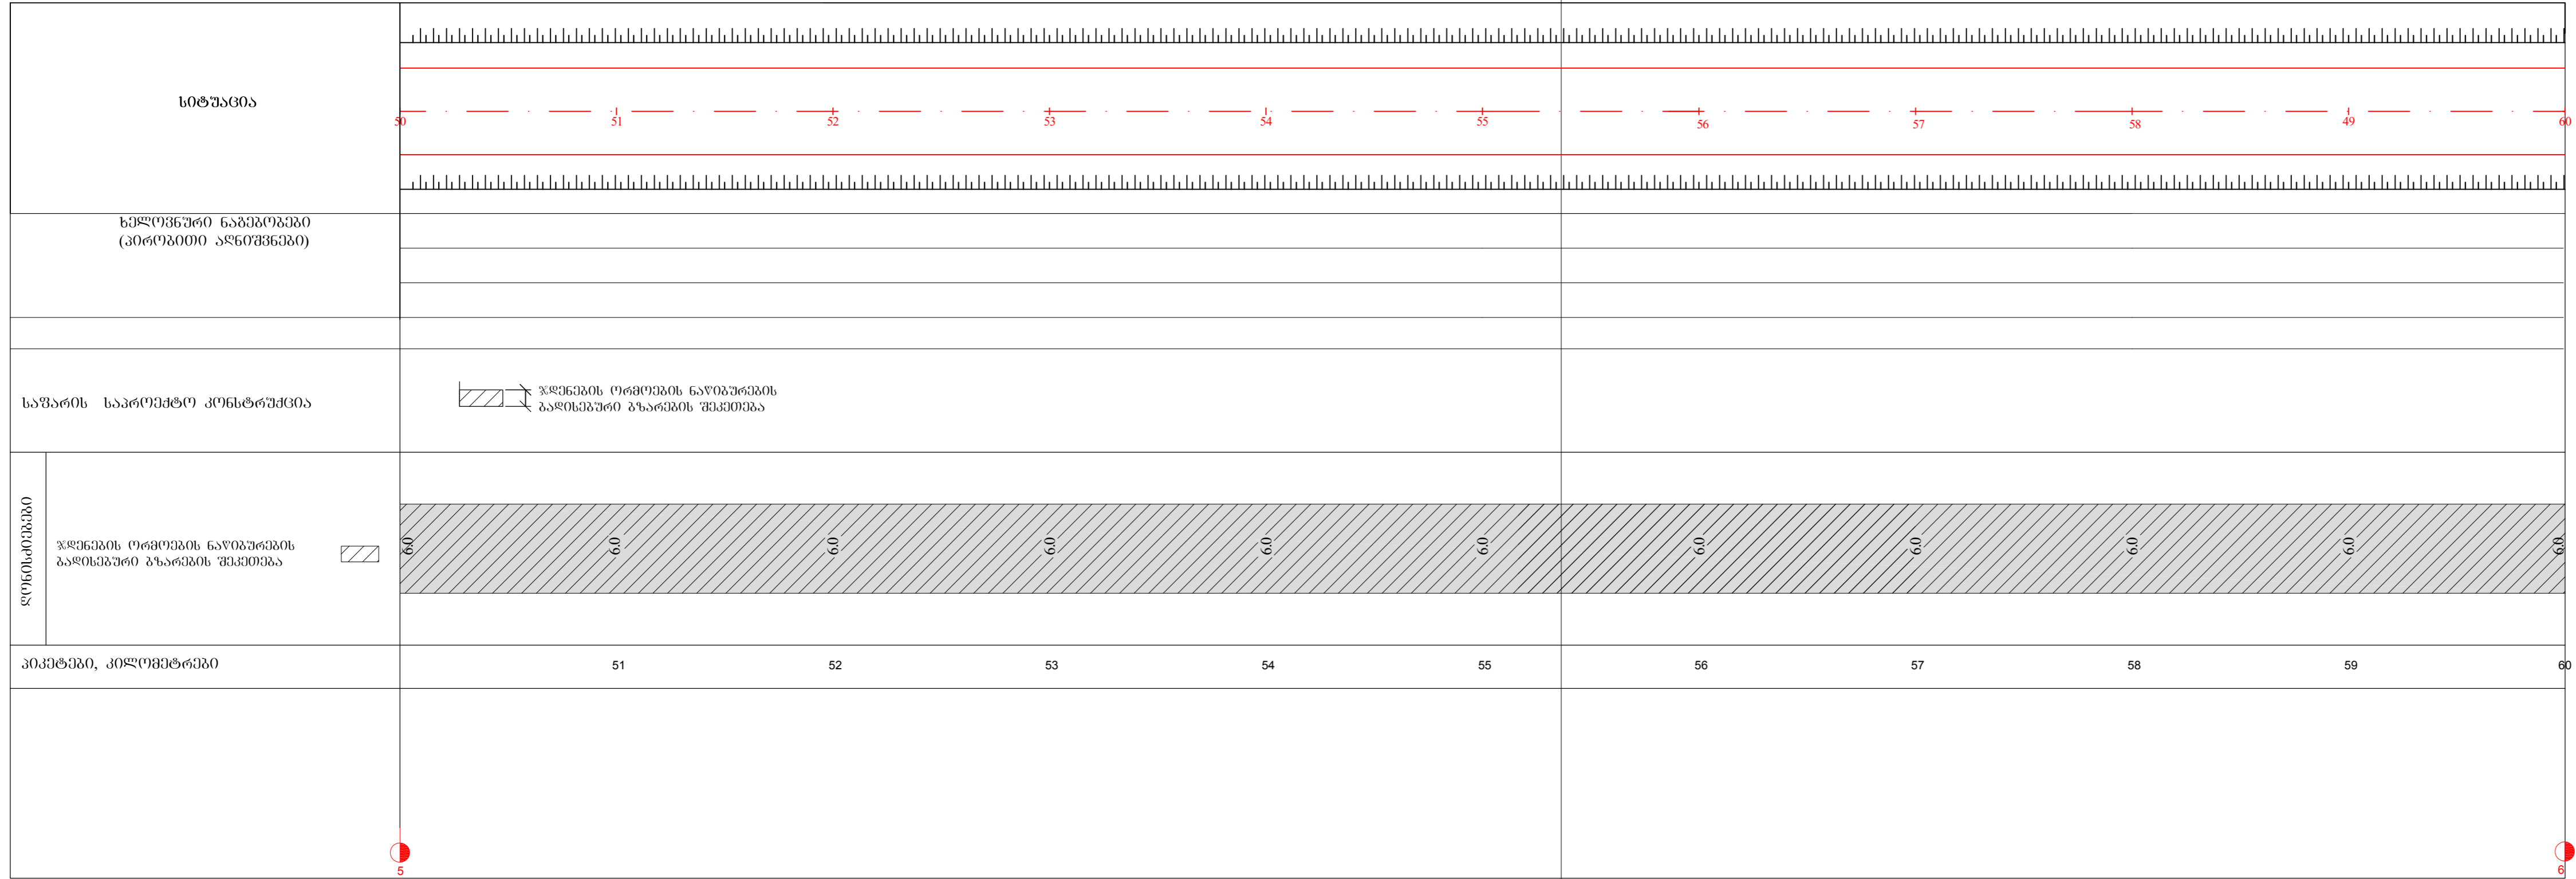 სიტუაცია
50 51 52 53 54 55 56 57 58 49 60
ხელოვნური ნაგებობები
(პირობითი აღნიშვნები)
საფარის საპროექტო კონსტრუქცია
ჯდენების ორმოების ნაწიბურების
ბადისებური ბზარების შეკეთება
ღონისძიებები
ჯდენების ორმოების ნაწიბურების
ბადისებური ბზარების შეკეთება
6.0 6.0 6.0 6.0 6.0 6.0 6.0 6.0 6.0 6.0 6.0
პიკეტები, კილომეტრები
51 52 53 54 55 56 57 58 59 60
5 6